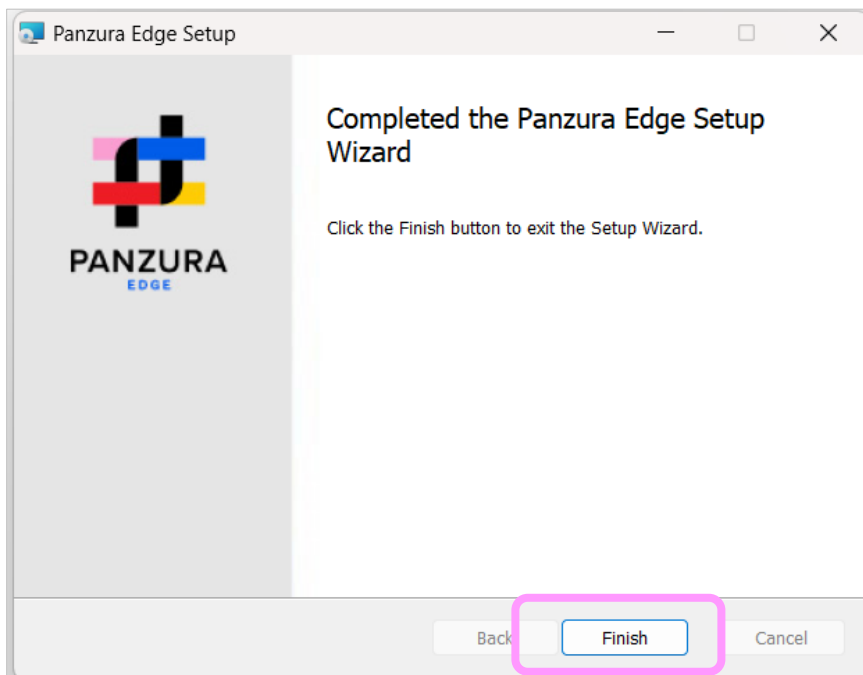 Panzura Edge Setup
Completed the Panzura Edge Setup
Wizard
Click the Finish button to exit the Setup Wizard.
PANZURA
EDGE
Back
Finish
Cancel